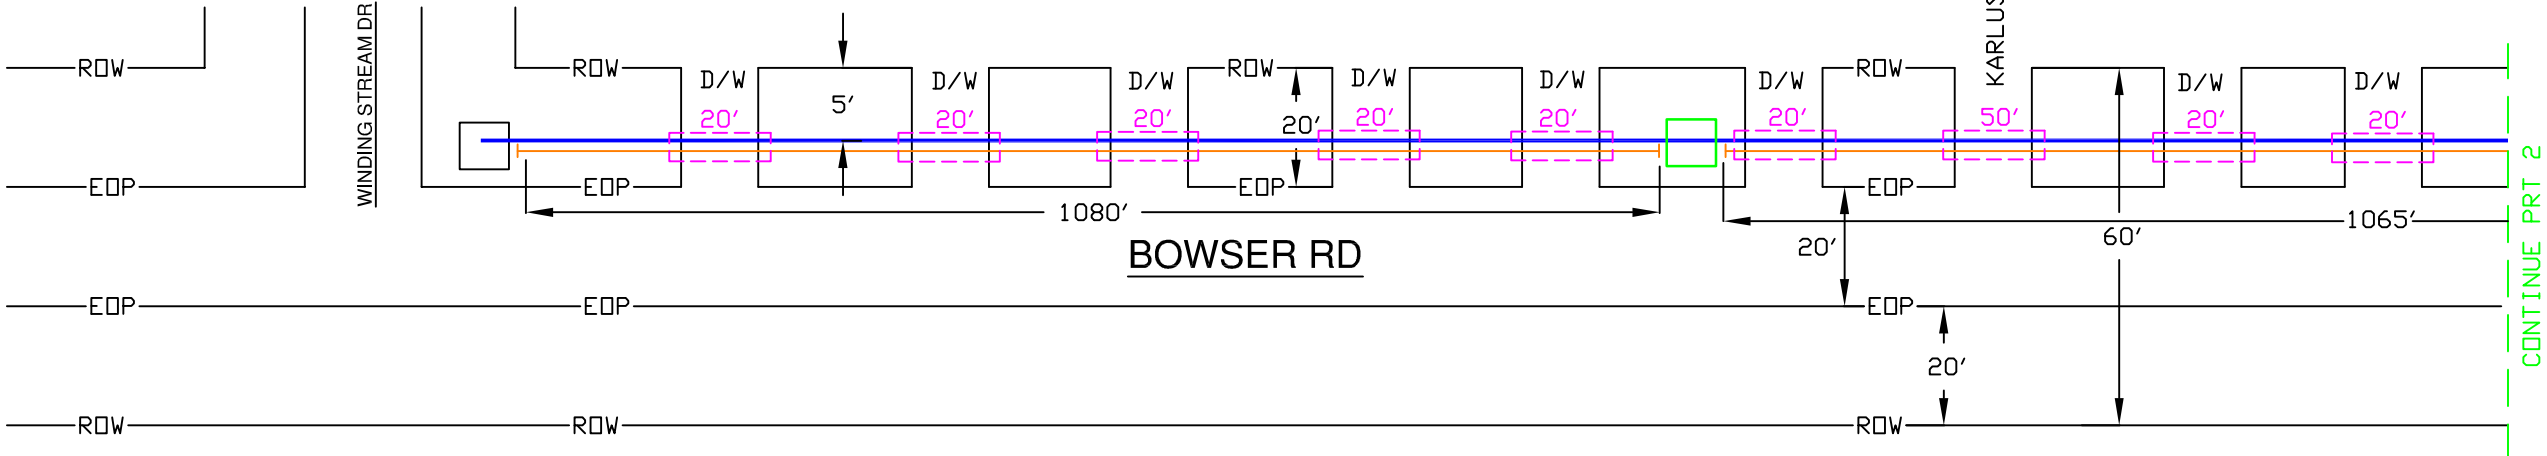 WINDING STREAM DR
KARLUS
ROW ROW ROW ROW
D/W D/W D/W D/W D/W D/W D/W D/W
5' 20' 20' 20' 20' 20' 20' 20' 50' 20' 20'
EOP EOP EOP EOP
1080' 1065'
BOWSER RD
20' 60'
EOP EOP EOP
20'
ROW ROW ROW
CONTINUE PRT 2